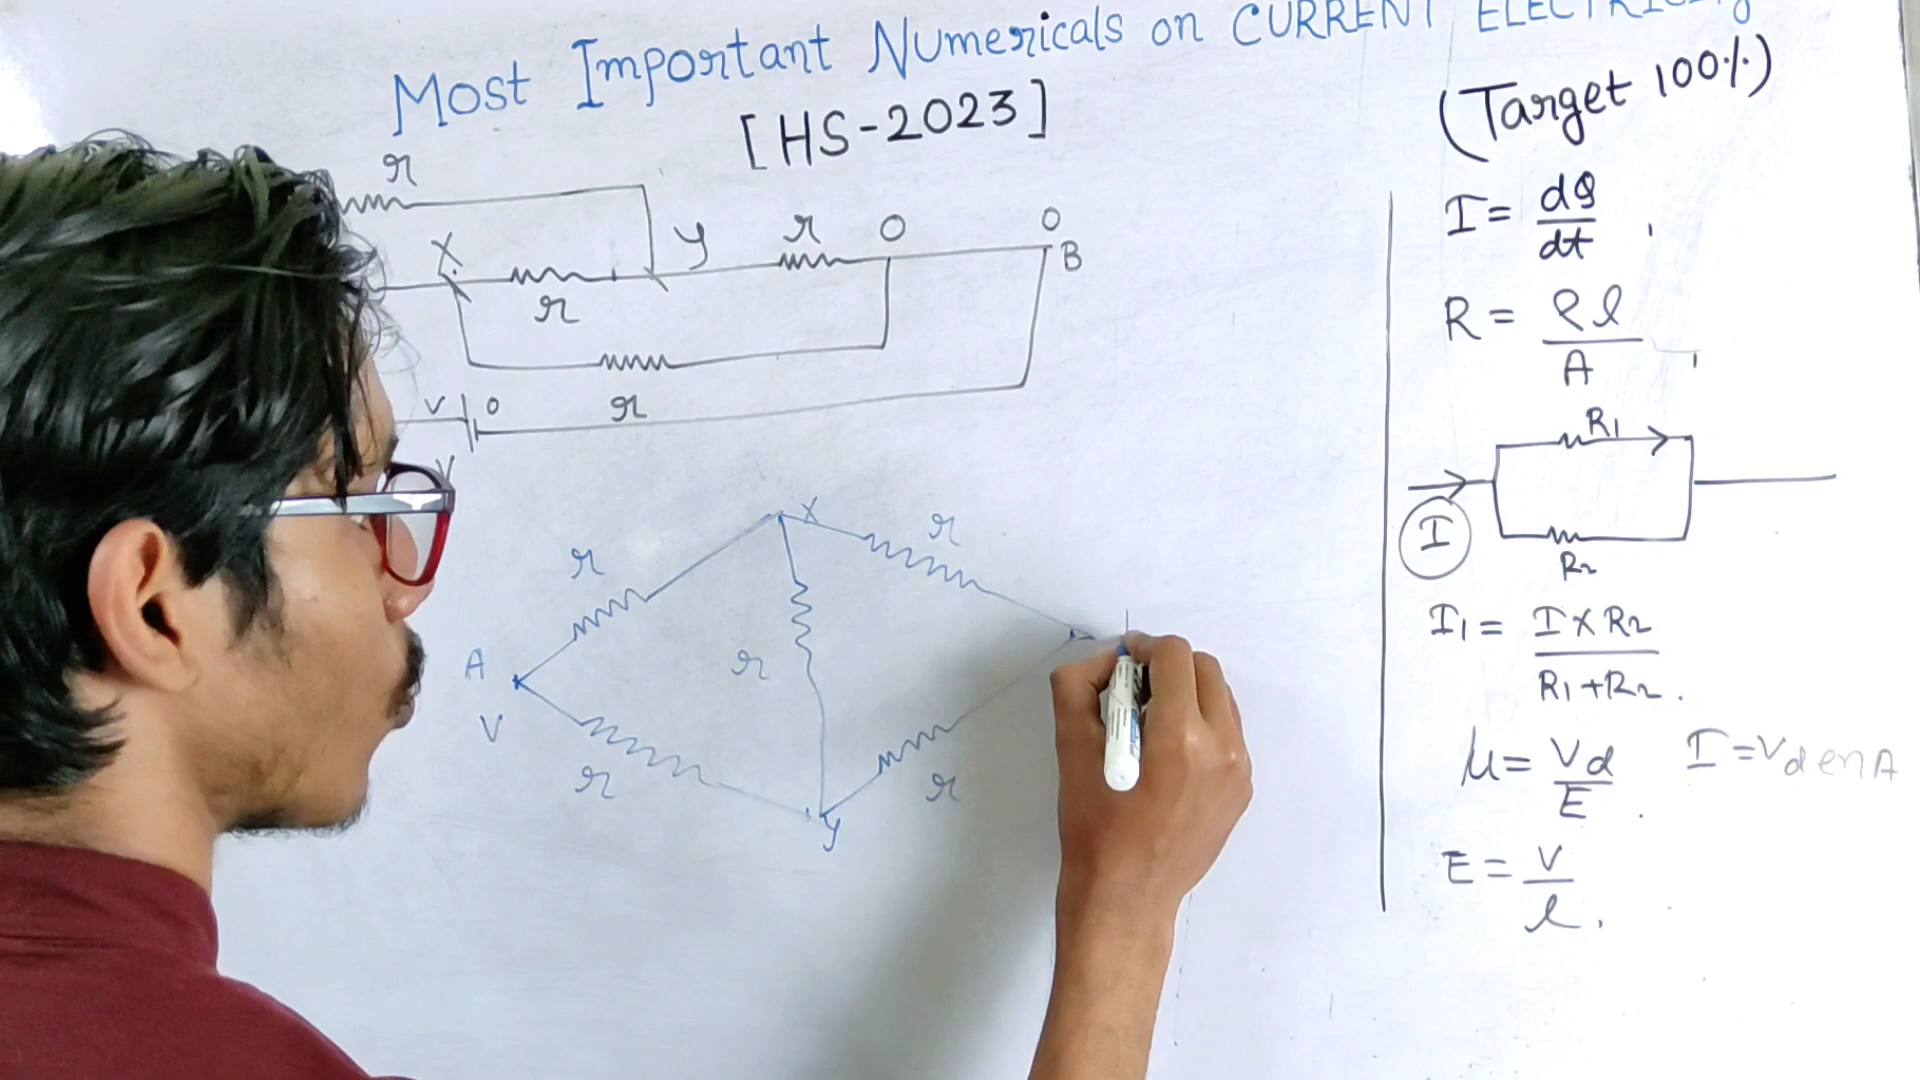 Most Important Numericals on CURRENT ELECTRICITY
[HS-2023]
(Target 100%)
r
X
r
y
r
O
O
B
r
V
O
V
I = dQ/dt ,
R = ρl/A ,
R1
I
R2
I1 = I×R2/R1+R2 .
μ = Vd/E .
I = Vd enA
E = V/l .
X
r
r
A
V
r
r
r
y